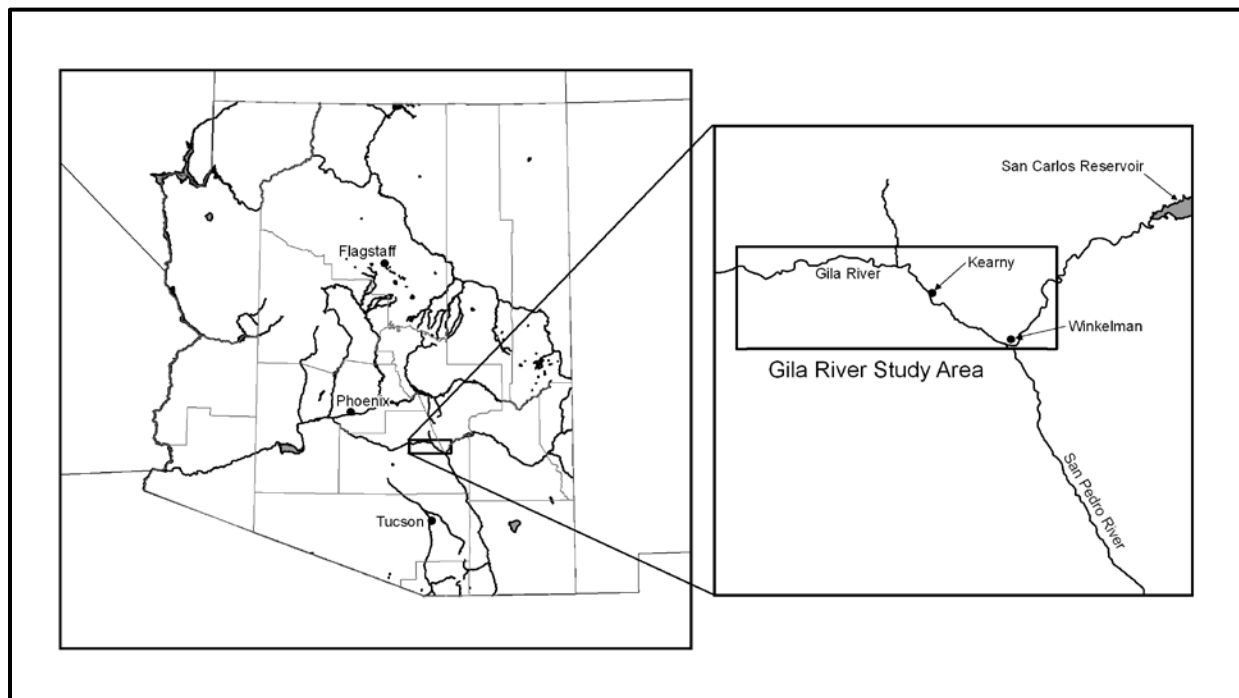 Flagstaff
Phoenix
Tucson
San Carlos Reservoir
Gila River
Kearny
Winkelman
Gila River Study Area
San Pedro River